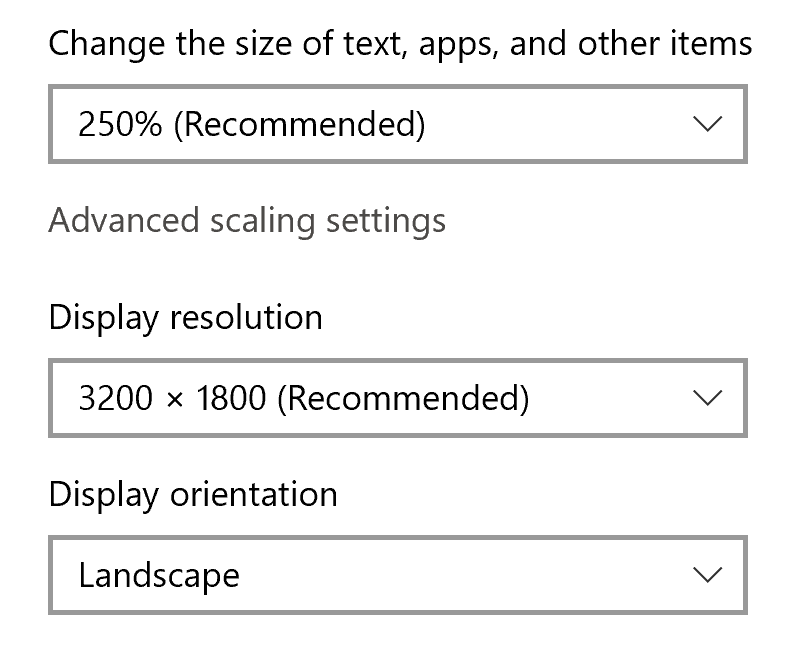 Change the size of text, apps, and other items
250% (Recommended)
Advanced scaling settings
Display resolution
3200 × 1800 (Recommended)
Display orientation
Landscape